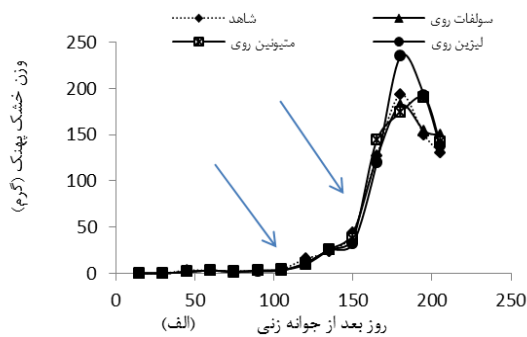 شاهد
سولفات روی
متیونین روی
لیزین روی
وزن خشک پهنک (گرم)
250
200
150
100
50
0
0 50 100 150 200 250
روز بعد از جوانه زنی (الف)